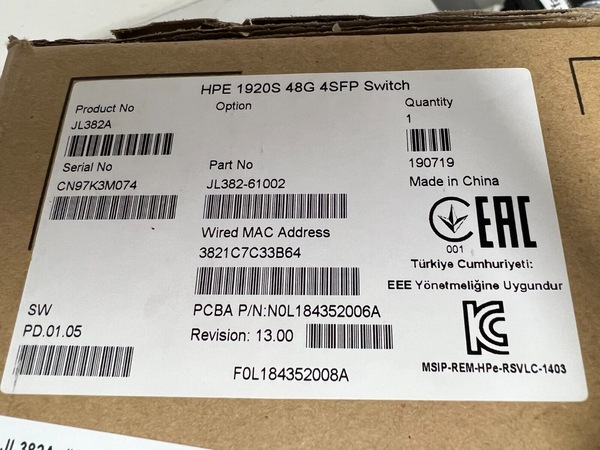 HPE 1920S 48G 4SFP Switch
Product No
JL382A
Option
Quantity
1
190719
Serial No
CN97K3M074
Part No
JL382-61002
Made in China
Wired MAC Address
3821C7C33B64
001
EAC
Türkiye Cumhuriyeti:
EEE Yönetmeliğine Uygundur
SW
PD.01.05
PCBA P/N:N0L184352006A
Revision: 13.00
F0L184352008A
MSIP-REM-HPe-RSVLC-1403